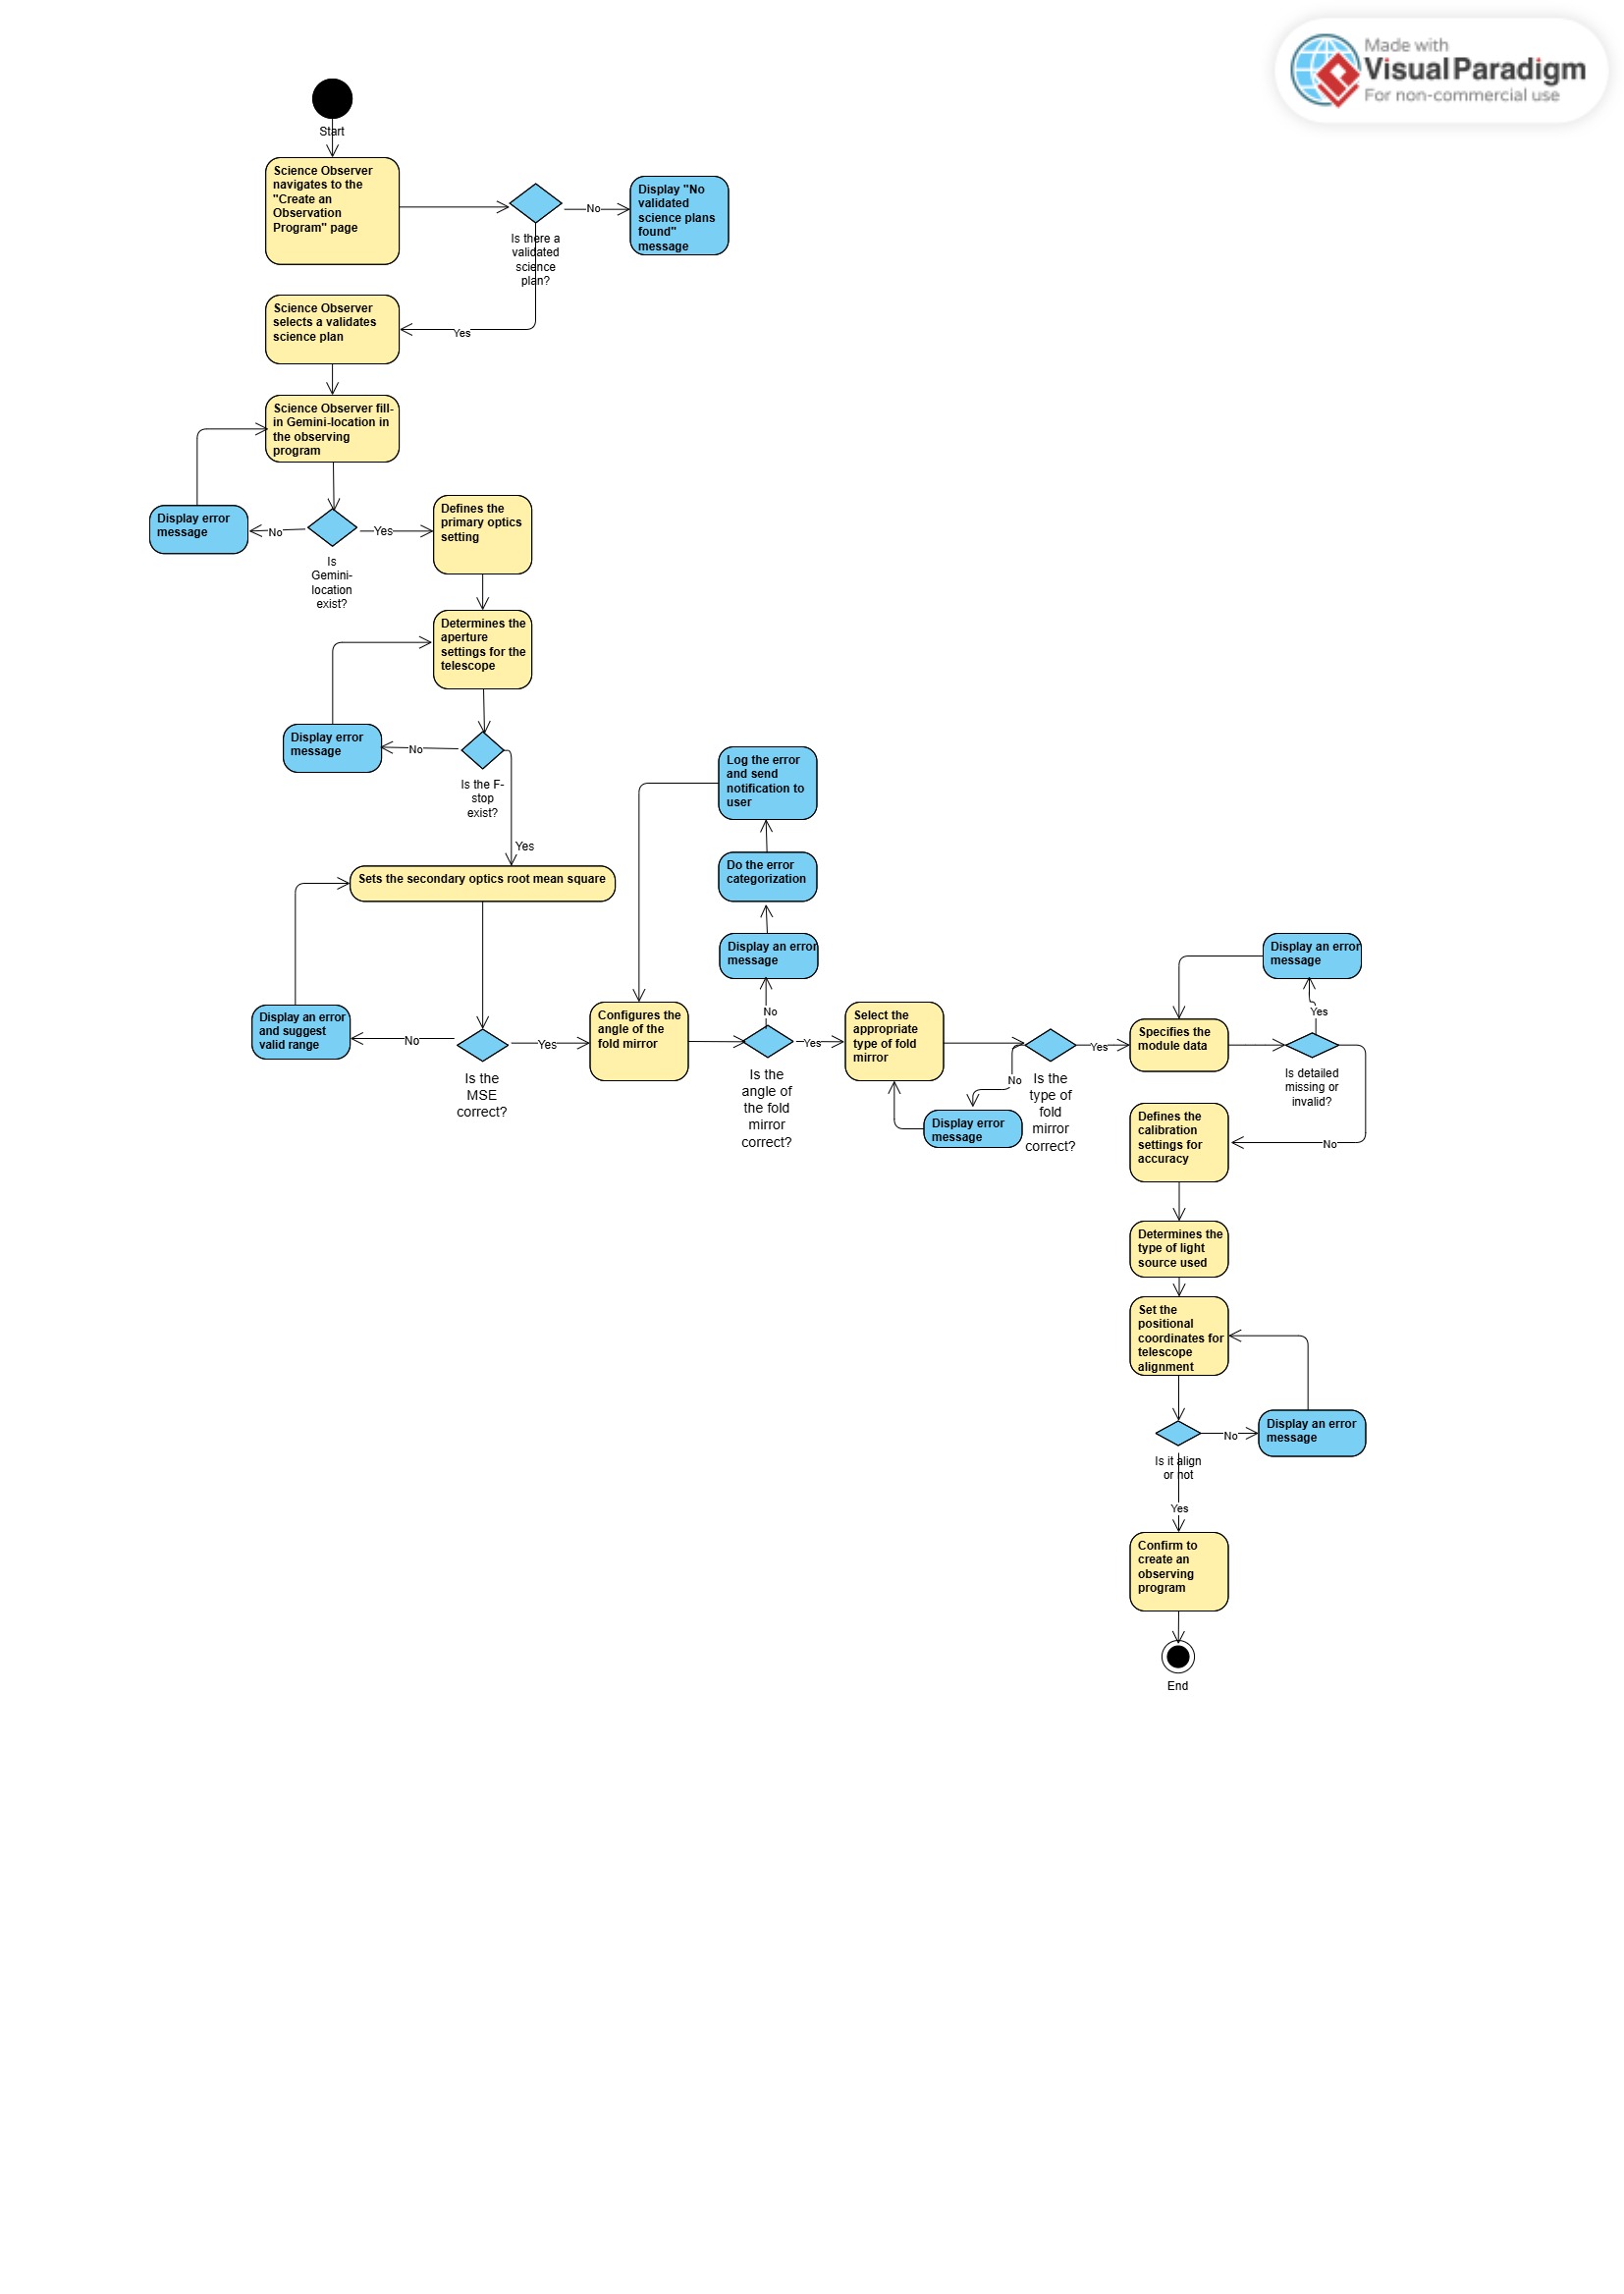 Made with
Visual Paradigm
For non-commercial use
Start
Science Observer
navigates to the
"Create an
Observation
Program" page
Is there a
validated
science
plan?
No
Display "No
validated
science plans
found"
message
Yes
Science Observer
selects a validates
science plan
Science Observer fill-
in Gemini-location in
the observing
program
Display error
message
No
Is
Gemini-
location
exist?
Yes
Defines the
primary optics
setting
Determines the
aperture
settings for the
telescope
Display error
message
No
Is the F-
stop
exist?
Yes
Sets the secondary optics root mean square
Display an error
and suggest
valid range
No
Is the
MSE
correct?
Yes
Configures the
angle of the
fold mirror
Log the error
and send
notification to
user
Do the error
categorization
Display an error
message
No
Is the
angle of
the fold
mirror
correct?
Yes
Select the
appropriate
type of fold
mirror
No
Display error
message
Is the
type of
fold
mirror
correct?
Yes
Specifies the
module data
Display an error
message
Yes
Is detailed
missing or
invalid?
No
Defines the
calibration
settings for
accuracy
Determines the
type of light
source used
Set the
positional
coordinates for
telescope
alignment
No
Display an error
message
Is it align
or not
Yes
Confirm to
create an
observing
program
End